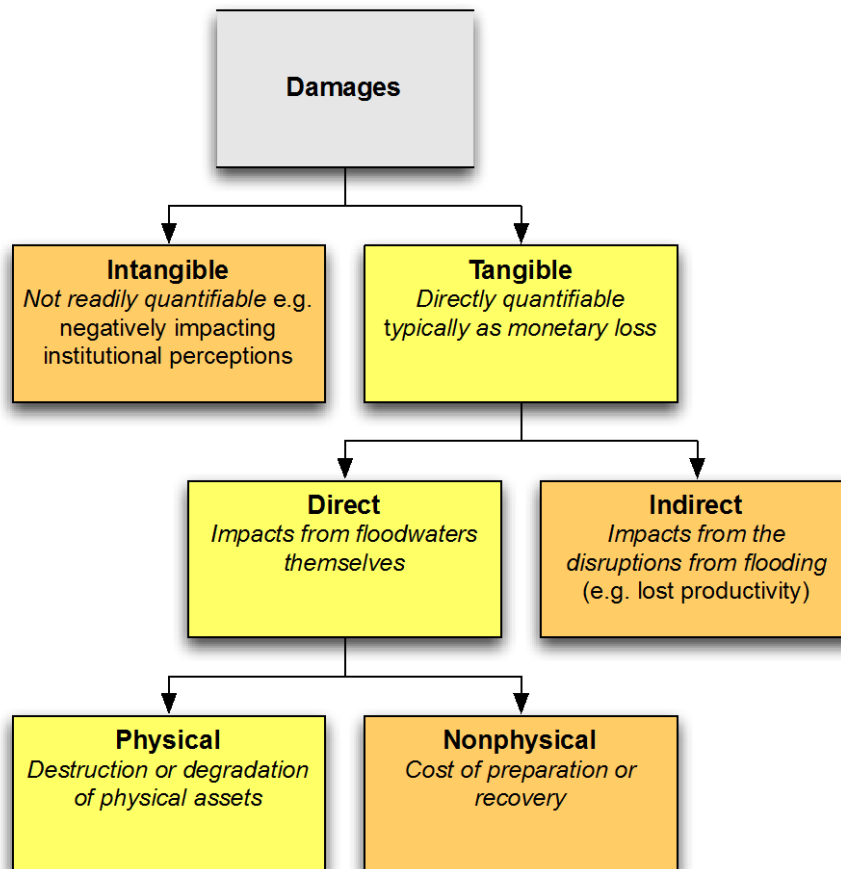 Damages
Intangible
Not readily quantifiable e.g.
negatively impacting
institutional perceptions
Tangible
Directly quantifiable
typically as monetary loss
Direct
Impacts from floodwaters
themselves
Indirect
Impacts from the
disruptions from flooding
(e.g. lost productivity)
Physical
Destruction or degradation
of physical assets
Nonphysical
Cost of preparation or
recovery